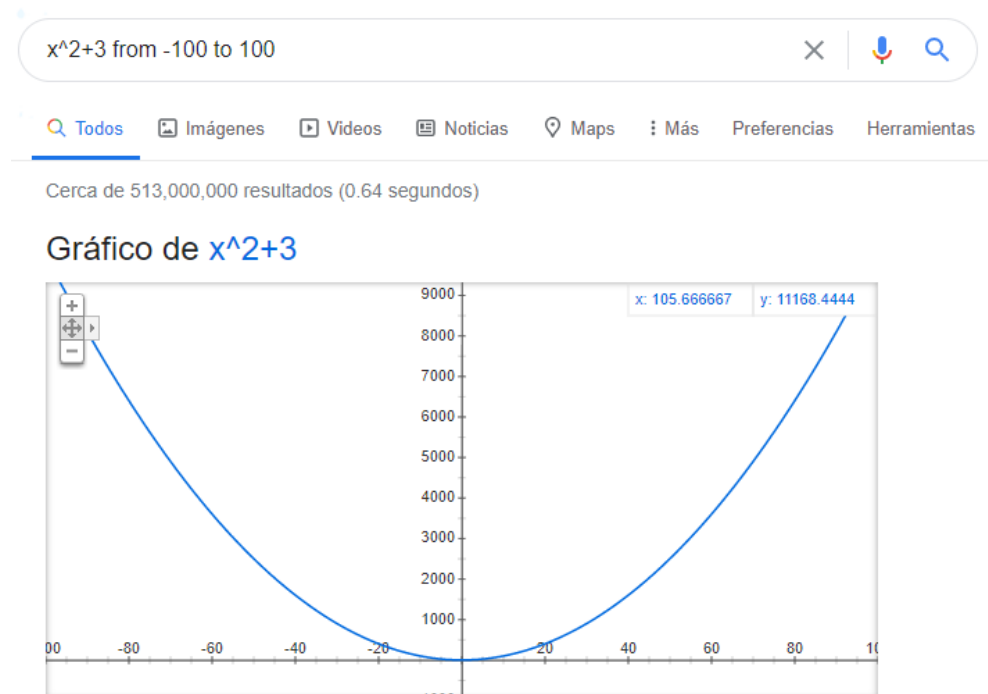 x^2+3 from -100 to 100
Todos Imágenes Videos Noticias Maps Más Preferencias Herramientas
Cerca de 513,000,000 resultados (0.64 segundos)
Gráfico de x^2+3
x: 105.666667 y: 11168.4444
9000
8000
7000
6000
5000
4000
3000
2000
1000
00 -80 -60 -40 -20 20 40 60 80 10